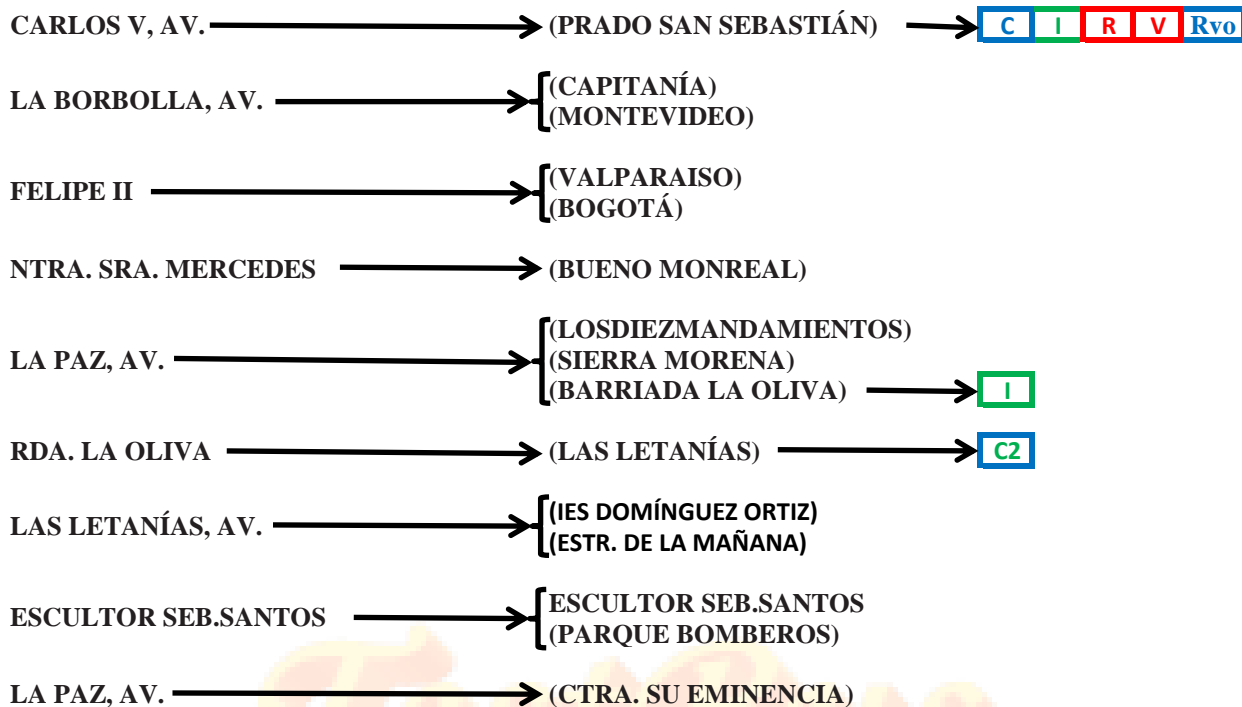 CARLOS V, AV. (PRADO SAN SEBASTIÁN) C I R V Rvo
LA BORBOLLA, AV. (CAPITANÍA)
(MONTEVIDEO)
FELIPE II (VALPARAISO)
(BOGOTÁ)
NTRA. SRA. MERCEDES (BUENO MONREAL)
LA PAZ, AV. (LOSDIEZMANDAMIENTOS)
(SIERRA MORENA)
(BARRIADA LA OLIVA) I
RDA. LA OLIVA (LAS LETANÍAS) C2
LAS LETANÍAS, AV. (IES DOMÍNGUEZ ORTIZ)
(ESTR. DE LA MAÑANA)
ESCULTOR SEB.SANTOS ESCULTOR SEB.SANTOS
(PARQUE BOMBEROS)
LA PAZ, AV. (CTRA. SU EMINENCIA)